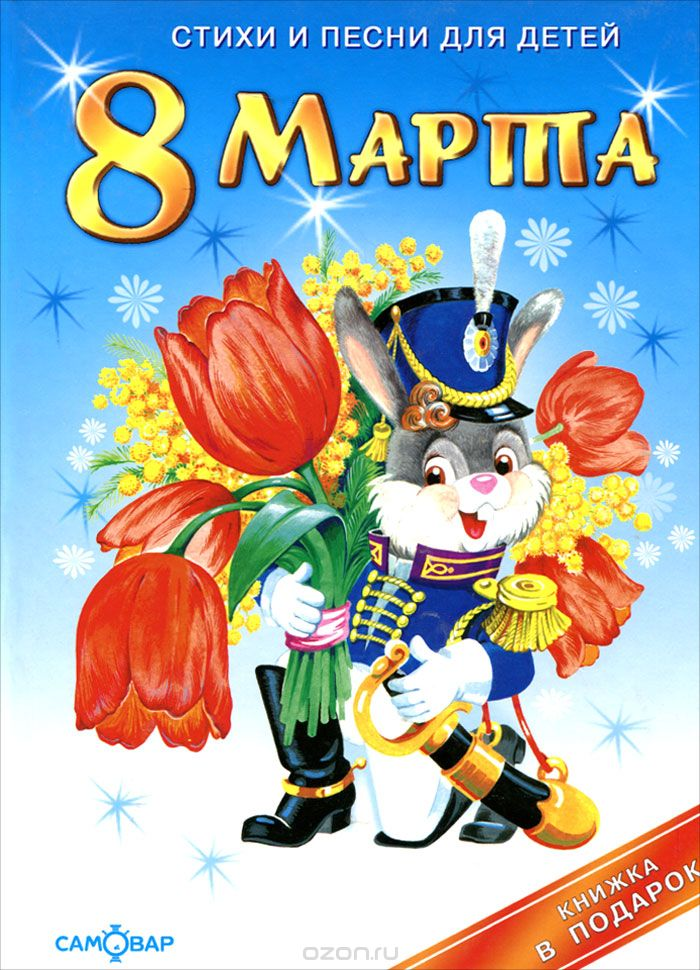 СТИХИ И ПЕСНИ ДЛЯ ДЕТЕЙ
8 Марта
КНИЖКА
В ПОДАРОК
САМОВАР
ozon.ru